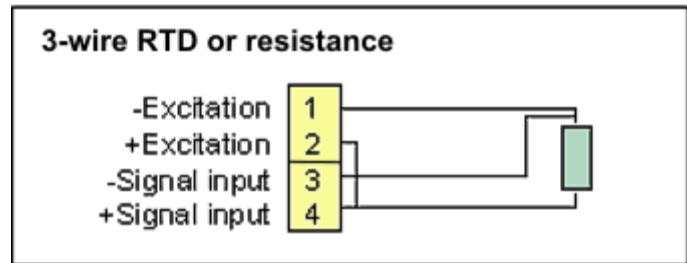 3-wire RTD or resistance
-Excitation 1
+Excitation 2
-Signal input 3
+Signal input 4